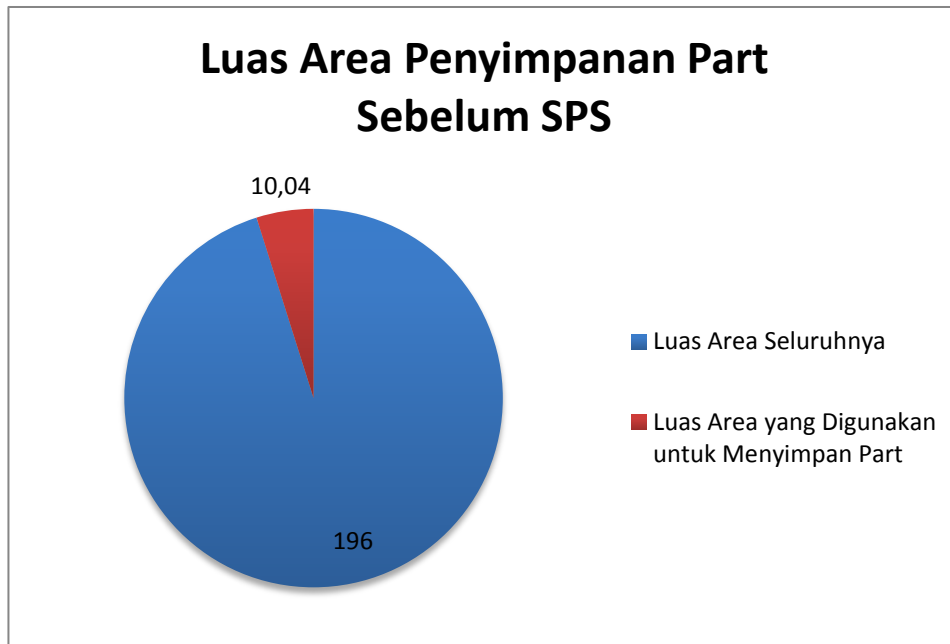 Luas Area Penyimpanan Part
Sebelum SPS
10,04
196
Luas Area Seluruhnya
Luas Area yang Digunakan
untuk Menyimpan Part